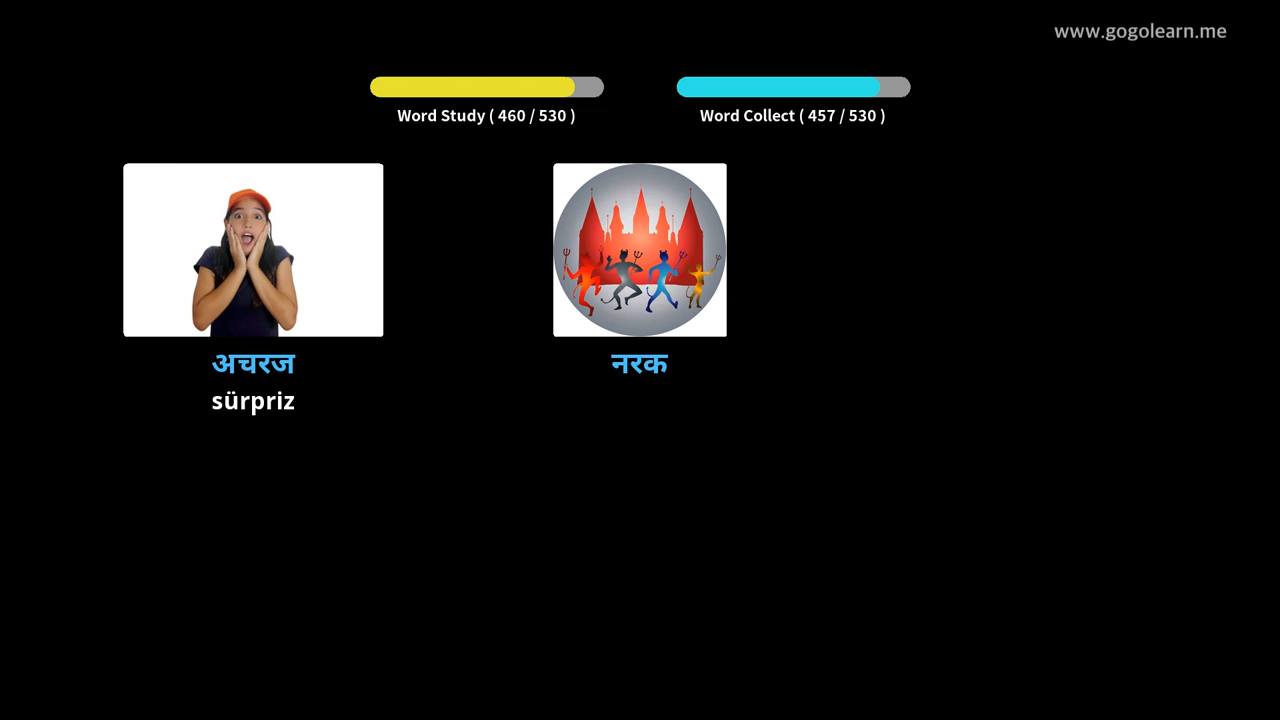 www.gogolearn.me
Word Study ( 460 / 530 )
Word Collect ( 457 / 530 )
अचरज
नरक
sürpriz